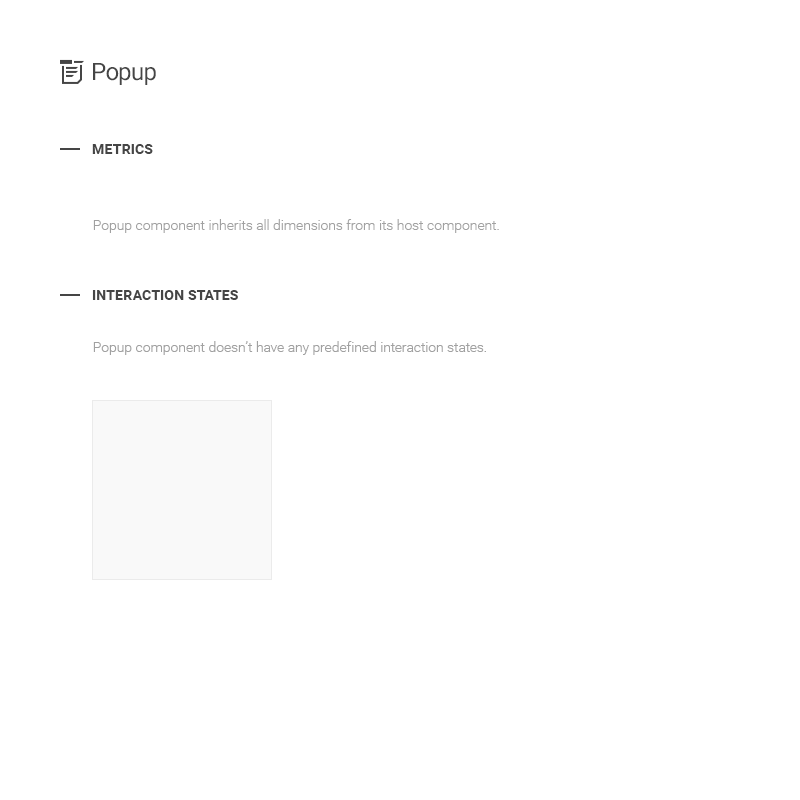 Popup
METRICS
Popup component inherits all dimensions from its host component.
INTERACTION STATES
Popup component doesn't have any predefined interaction states.